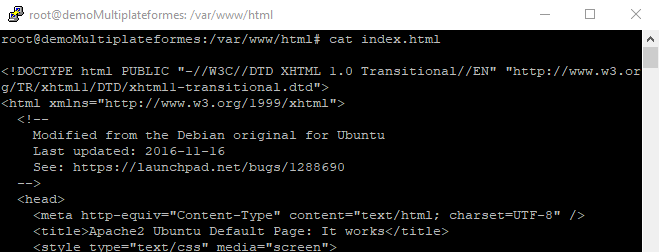 root@demoMultiplateformes: /var/www/html
root@demoMultiplateformes:/var/www/html# cat index.html
<!DOCTYPE html PUBLIC "-//W3C//DTD XHTML 1.0 Transitional//EN" "http://www.w3.or
g/TR/xhtml1/DTD/xhtml1-transitional.dtd">
<html xmlns="http://www.w3.org/1999/xhtml">
  <!--
    Modified from the Debian original for Ubuntu
    Last updated: 2016-11-16
    See: https://launchpad.net/bugs/1288690
  -->
  <head>
    <meta http-equiv="Content-Type" content="text/html; charset=UTF-8" />
    <title>Apache2 Ubuntu Default Page: It works</title>
    <style type="text/css" media="screen">